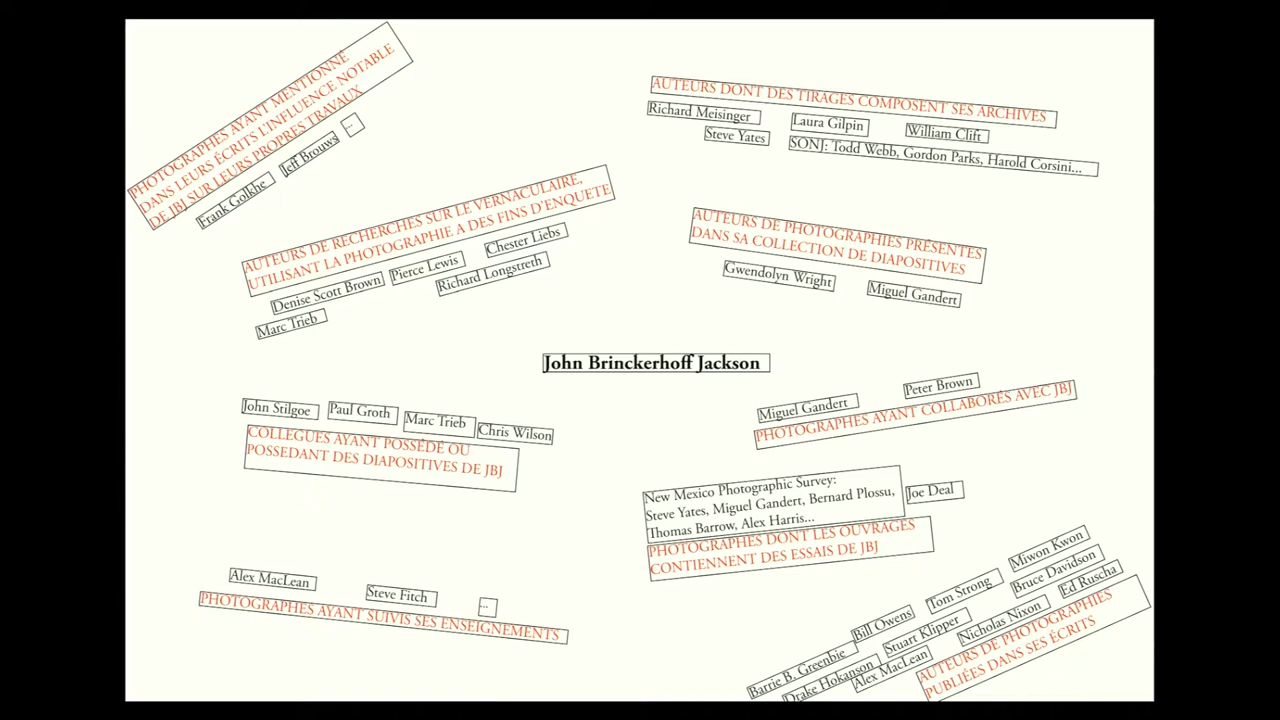 PHOTOGRAPHES AYANT MENTIONNÉ
DANS LEURS ÉCRITS L'INFLUENCE NOTABLE
DE JBJ SUR LEURS PROPRES TRAVAUX
Frank Golkhe
Jeff Brouws
...
AUTEURS DONT DES TIRAGES COMPOSENT SES ARCHIVES
Richard Meisinger
Laura Gilpin
William Clift
Steve Yates
SONJ: Todd Webb, Gordon Parks, Harold Corsini...
AUTEURS DE RECHERCHES SUR LE VERNACULAIRE,
UTILISANT LA PHOTOGRAPHIE A DES FINS D'ENQUETE
Denise Scott Brown
Pierce Lewis
Chester Liebs
Richard Longstreth
Marc Trieb
AUTEURS DE PHOTOGRAPHIES PRÉSENTES
DANS SA COLLECTION DE DIAPOSITIVES
Gwendolyn Wright
Miguel Gandert
John Brinckerhoff Jackson
John Stilgoe
Paul Groth
Marc Trieb
Chris Wilson
COLLEGUES AYANT POSSÉDÉ OU
POSSEDANT DES DIAPOSITIVES DE JBJ
Miguel Gandert
Peter Brown
PHOTOGRAPHES AYANT COLLABORÉS AVEC JBJ
New Mexico Photographic Survey:
Steve Yates, Miguel Gandert, Bernard Plossu,
Thomas Barrow, Alex Harris...
Joe Deal
PHOTOGRAPHES DONT LES OUVRAGES
CONTIENNENT DES ESSAIS DE JBJ
Alex MacLean
Steve Fitch
...
PHOTOGRAPHES AYANT SUIVIS SES ENSEIGNEMENTS
Miwon Kwon
Tom Strong
Bruce Davidson
Bill Owens
Stuart Klipper
Nicholas Nixon
Ed Ruscha
Barrie B. Greenbie
Drake Hokanson
Alex MacLean
AUTEURS DE PHOTOGRAPHIES
PUBLIÉES DANS SES ÉCRITS